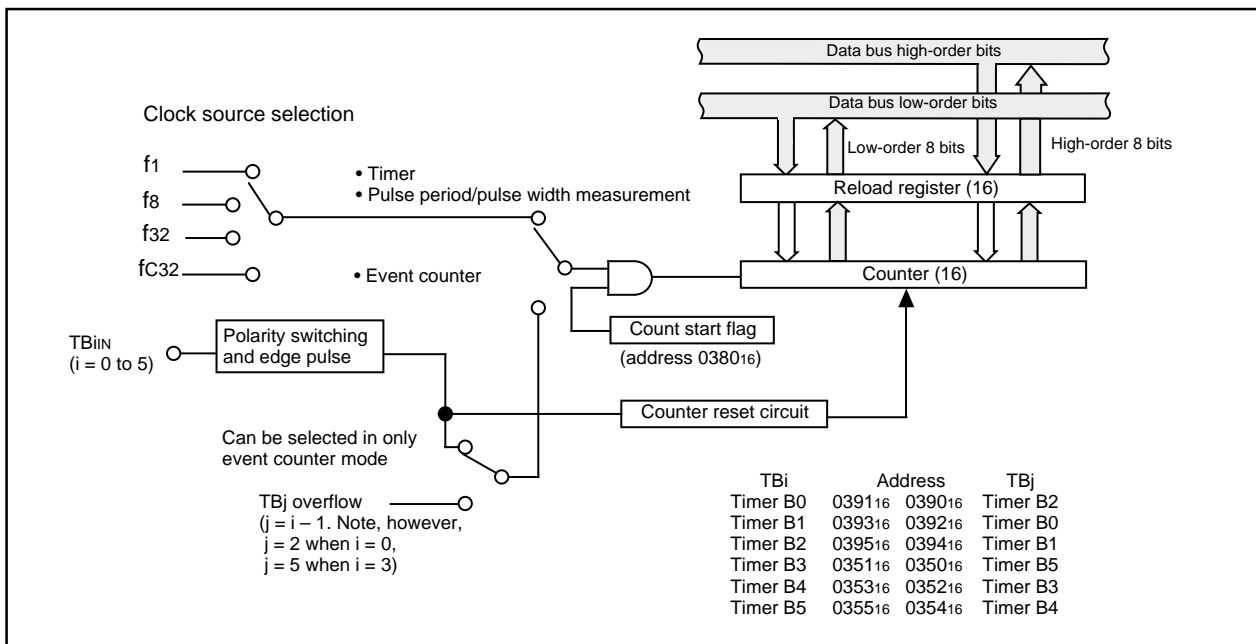 Data bus high-order bits
Data bus low-order bits
Clock source selection
Low-order 8 bits
High-order 8 bits
f1
• Timer
• Pulse period/pulse width measurement
Reload register (16)
f8
f32
fC32
• Event counter
Counter (16)
TBiIN
(i = 0 to 5)
Polarity switching
and edge pulse
Count start flag
(address 038016)
Counter reset circuit
Can be selected in only
event counter mode
TBj overflow
(j = i – 1. Note, however,
j = 2 when i = 0,
j = 5 when i = 3)
TBi Address TBj
Timer B0 039116 039016 Timer B2
Timer B1 039316 039216 Timer B0
Timer B2 039516 039416 Timer B1
Timer B3 035116 035016 Timer B5
Timer B4 035316 035216 Timer B3
Timer B5 035516 035416 Timer B4